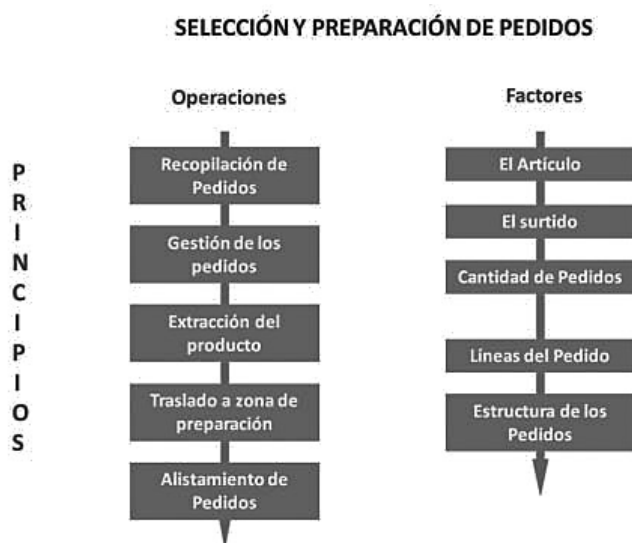 SELECCIÓN Y PREPARACIÓN DE PEDIDOS
Operaciones
Factores
PRINCIPIOS
Recopilación de
Pedidos
Gestión de los
pedidos
Extracción del
producto
Traslado a zona de
preparación
Alistamiento de
Pedidos
El Artículo
El surtido
Cantidad de Pedidos
Líneas del Pedido
Estructura de los
Pedidos